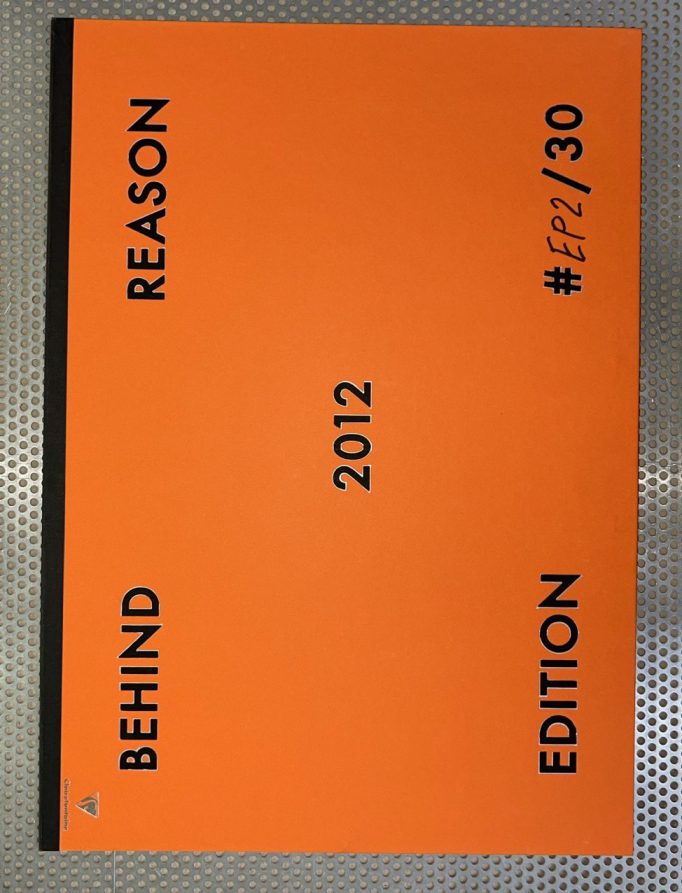 BEHIND REASON
2012
EDITION #EP2/30